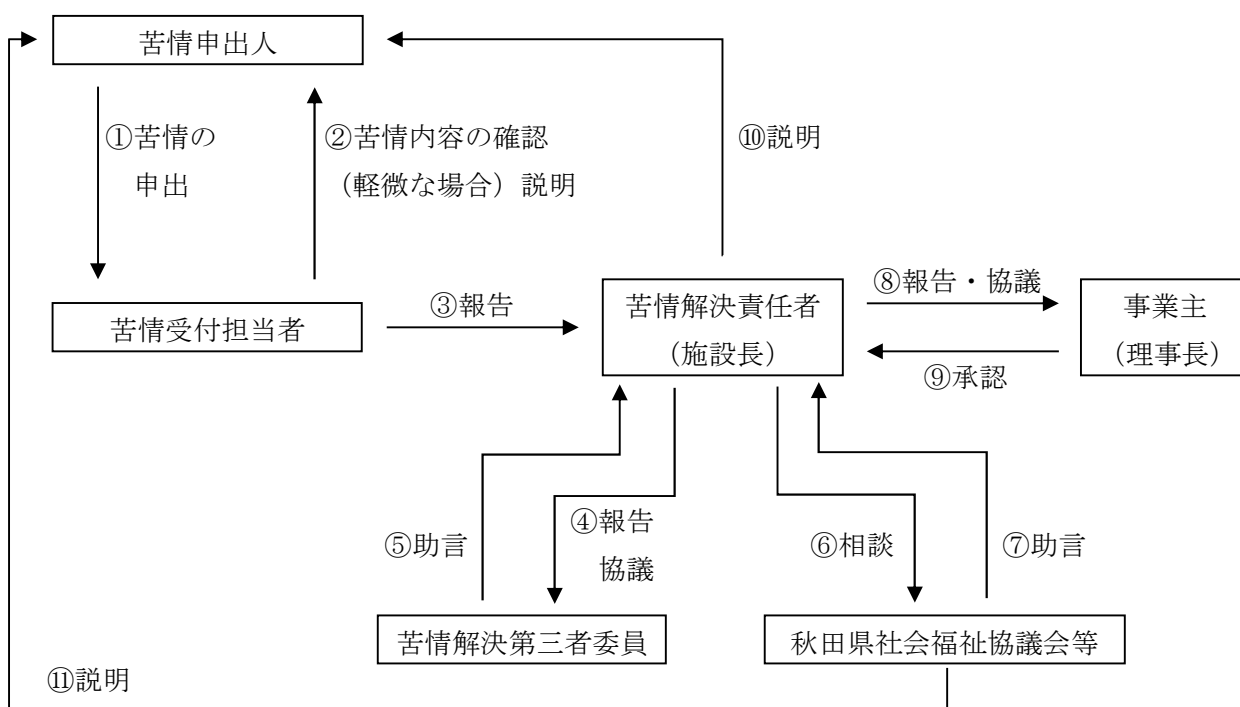 苦情申出人
①苦情の
申出
②苦情内容の確認
（軽微な場合）説明
⑩説明
苦情受付担当者
③報告
苦情解決責任者
（施設長）
⑧報告・協議
⑨承認
事業主
（理事長）
⑤助言
④報告
協議
⑥相談
⑦助言
苦情解決第三者委員
秋田県社会福祉協議会等
⑪説明